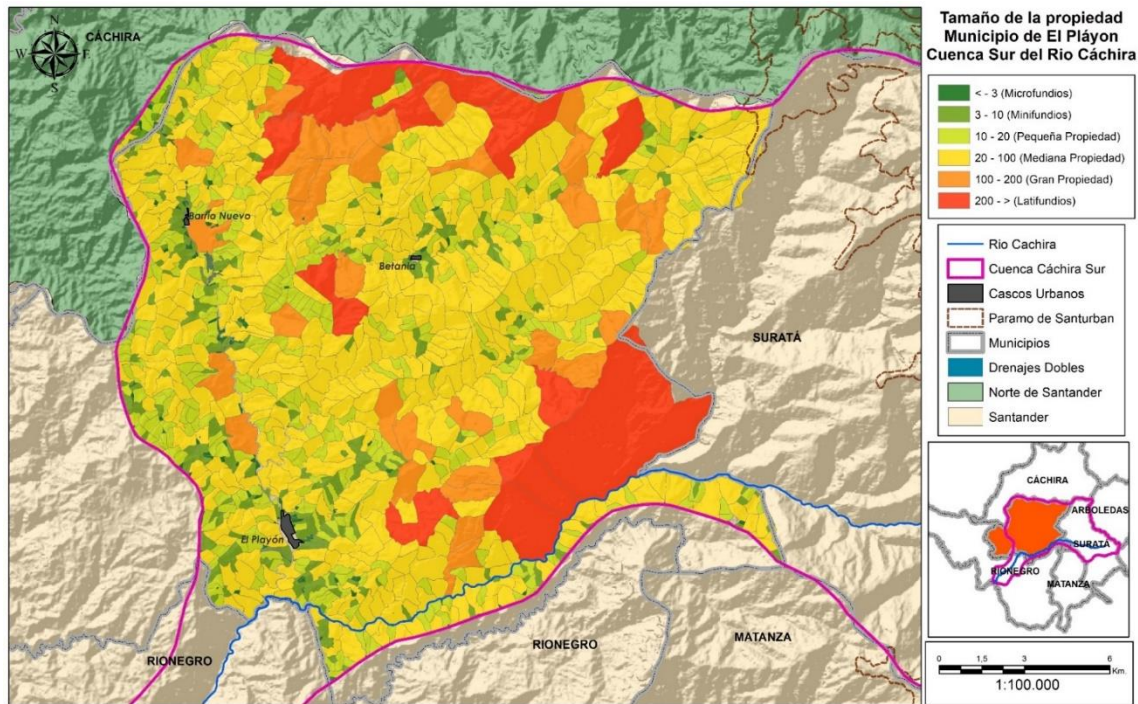 Tamaño de la propiedad
Municipio de El Pláyon
Cuenca Sur del Rio Cáchira
< - 3 (Microfundios)
3 - 10 (Minifundios)
10 - 20 (Pequeña Propiedad)
20 - 100 (Mediana Propiedad)
100 - 200 (Gran Propiedad)
200 - > (Latifundios)
Rio Cachira
Cuenca Cáchira Sur
Cascos Urbanos
Paramo de Santurban
Municipios
Drenajes Dobles
Norte de Santander
Santander
N
W
E
S
CÁCHIRA
Barrio Nuevo
Betania
SURATÁ
El Playón
RIONEGRO
RIONEGRO
MATANZA
CÁCHIRA
ARBOLEDAS
SURATÁ
RIONEGRO
MATANZA
0 1,5 3 6
Km.
1:100.000